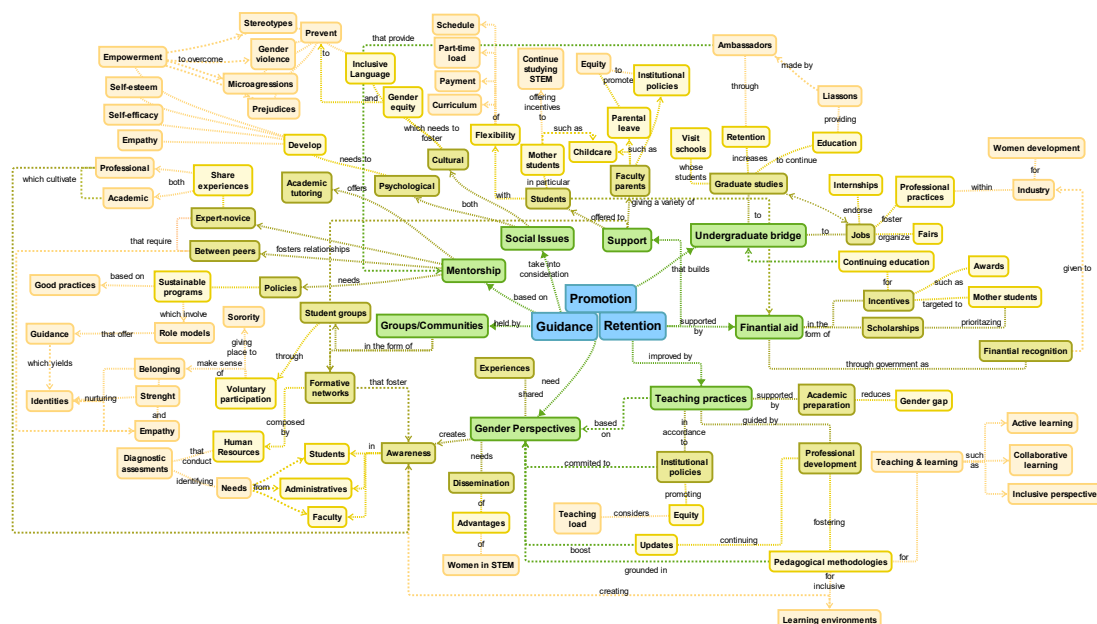 Stereotypes
Prevent
Schedule
that provide
Ambassadors
Empowerment
to overcome
Gender
violence
to
Inclusive
Language
Part-time
load
Continue
studying
STEM
Equity
to
promote
Institutional
policies
made by
Microagressions
Payment
Self-esteem
Prejudices
and
Gender
equity
Curriculum
offering
incentives
to
through
Liassons
Self-efficacy
of
Parental
leave
providing
Empathy
Develop
which needs to
foster
Flexibility
such as
Visit
schools
Retention
Education
Mother
students
Childcare
such as
Women development
Professional
which cultivate
both
Share
experiences
needs to
Cultural
whose
students
increases
to continue
for
Academic
Academic
tutoring
offers
Psychological
with
in particular
Students
Faculty
parents
Graduate studies
Internships
Professional
practices
within
Industry
Expert-novice
both
giving a variety of
endorse
foster
that require
offered to
to
Between peers
fosters relationships
Social Issues
Support
Undergraduate bridge
to
Jobs
organize
Fairs
Mentorship
take into
consideration
that builds
Continuing education
given to
based on
Good practices
Sustainable
programs
Policies
needs
based on
for
Awards
such as
Promotion
Incentives
targeted to
Mother students
which involve
Student groups
Sorority
Guidance
that offer
Role models
Groups/Communities
held by
Guidance
Retention
supported
by
Finantial aid
in the
form of
Scholarships
prioritazing
giving
place to
in the form of
Finantial recognition
which yields
Belonging
make sense
of
through
improved by
through government as
Experiences
need
Identities
nurturing
Strenght
Voluntary
participation
Formative
networks
that foster
shared
Teaching practices
supported
by
Academic
preparation
reduces
Gender gap
and
Empathy
composed
by
Gender Perspectives
based
on
in
accordance
to
guided by
Active learning
Human
Resources
creates
Diagnostic
assesments
that
conduct
Students
in
Awareness
needs
commited to
Institutional
policies
Professional
development
Teaching & learning
such
as
Collaborative
learning
identifying
Needs
from
Administratives
Dissemination
promoting
Inclusive perspective
of
Teaching
load
considers
Equity
Faculty
Advantages
fostering
of
boost
Updates
continuing
Women in STEM
grounded in
Pedagogical methodologies
for
for
inclusive
creating
Learning environments